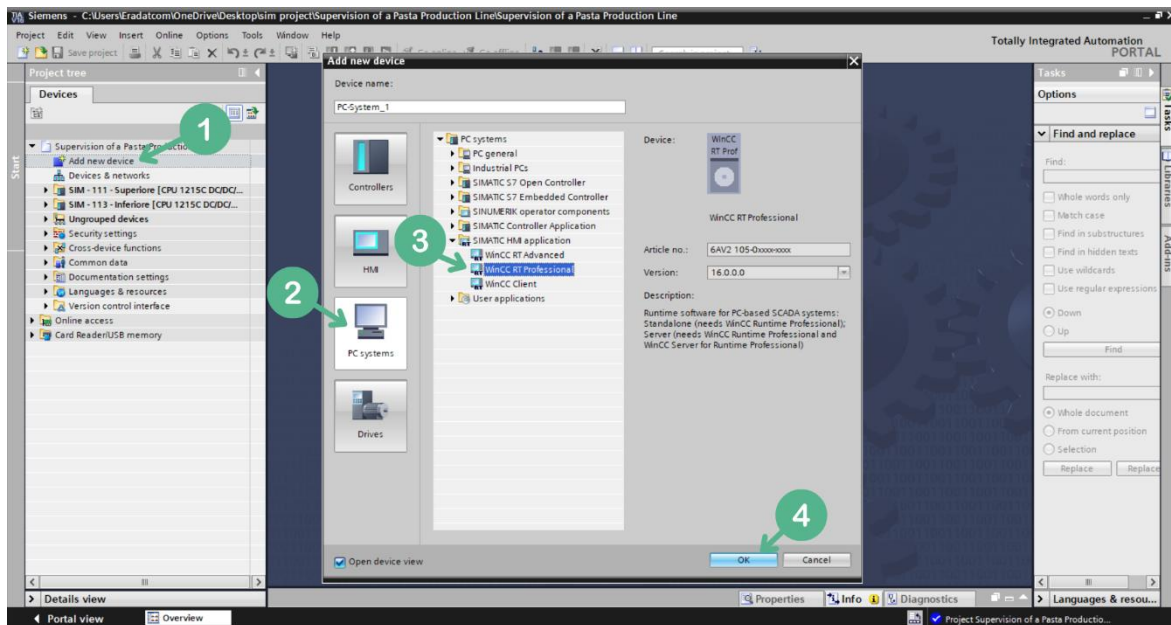 Siemens - C:\Users\Eradatcom\OneDrive\Desktop\sim project\Supervision of a Pasta Production Line\Supervision of a Pasta Production Line
Project Edit View Insert Online Options Tools Window Help
Totally Integrated Automation
PORTAL
Save project
Project tree
Devices
Start
Supervision of a Pasta Productio
Add new device
Devices & networks
SIM - 111 - Superiore [CPU 1215C DC/DC/...
SIM - 113 - Inferiore [CPU 1215C DC/DC/...
Ungrouped devices
Security settings
Cross-device functions
Common data
Documentation settings
Languages & resources
Version control interface
Online access
Card Reader/USB memory
1
2
3
4
Add new device
Device name:
PC-System_1
Controllers
HMI
PC systems
Drives
PC systems
PC general
Industrial PCs
SIMATIC S7 Open Controller
SIMATIC S7 Embedded Controller
SINUMERIK operator components
SIMATIC Controller Application
SIMATIC HMI application
WinCC RT Advanced
WinCC RT Professional
WinCC Client
User applications
Device:
WinCC
RT Prof
WinCC RT Professional
Article no.: 6AV2 105-0xxxx-xxxx
Version: 16.0.0.0
Description:
Runtime software for PC-based SCADA systems:
Standalone (needs WinCC Runtime Professional);
Server (needs WinCC Runtime Professional and
WinCC Server for Runtime Professional)
Open device view
OK Cancel
Tasks
Options
Find and replace
Find:
Whole words only
Match case
Find in substructures
Find in hidden texts
Use wildcards
Use regular expressions
Down
Up
Find
Replace with:
Whole document
From current position
Selection
Replace Replace
Tasks
Libraries
Add-ins
Details view
Properties Info Diagnostics
Languages & resou...
Portal view Overview
Project Supervision of a Pasta Productio...